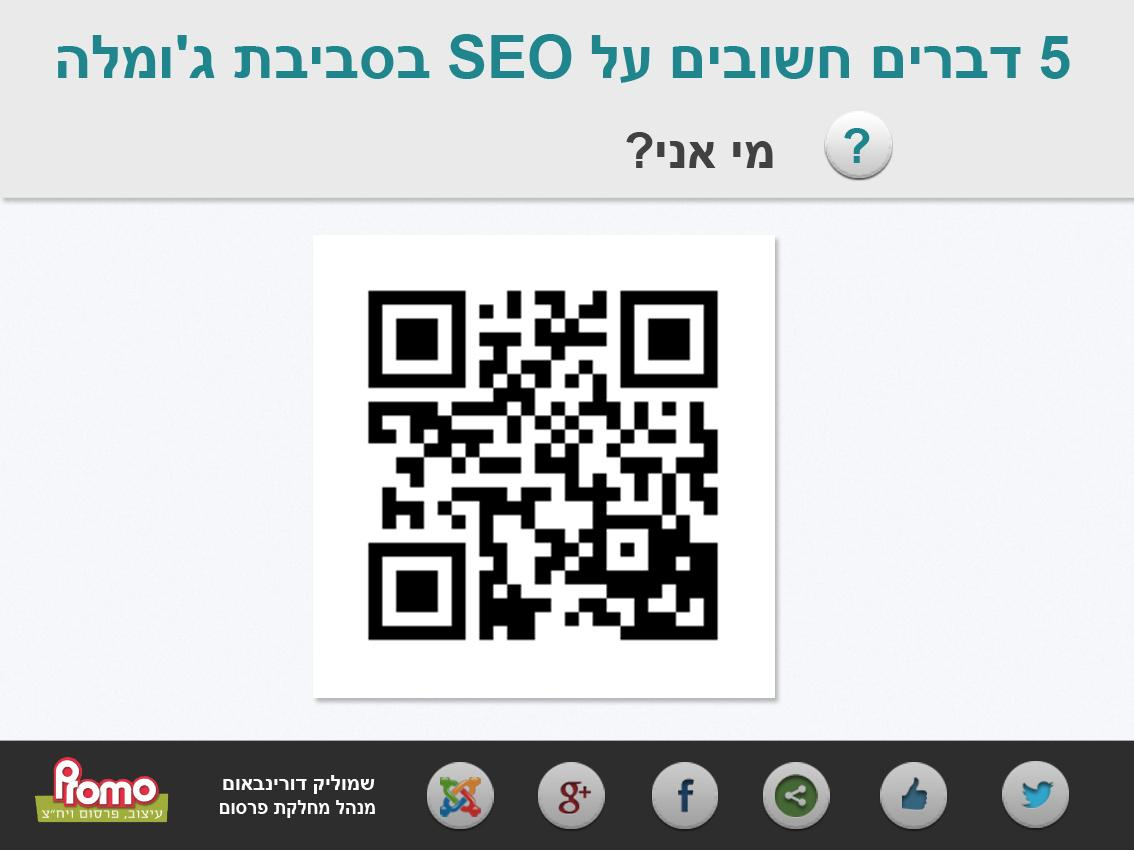 5 דברים חשובים על SEO בסביבת ג'ומלה
?
מי אני?
שמוליק דורינבאום
מנהל מחלקת פרסום
Promo
עיצוב, פרסום ויח"צ
g+
f